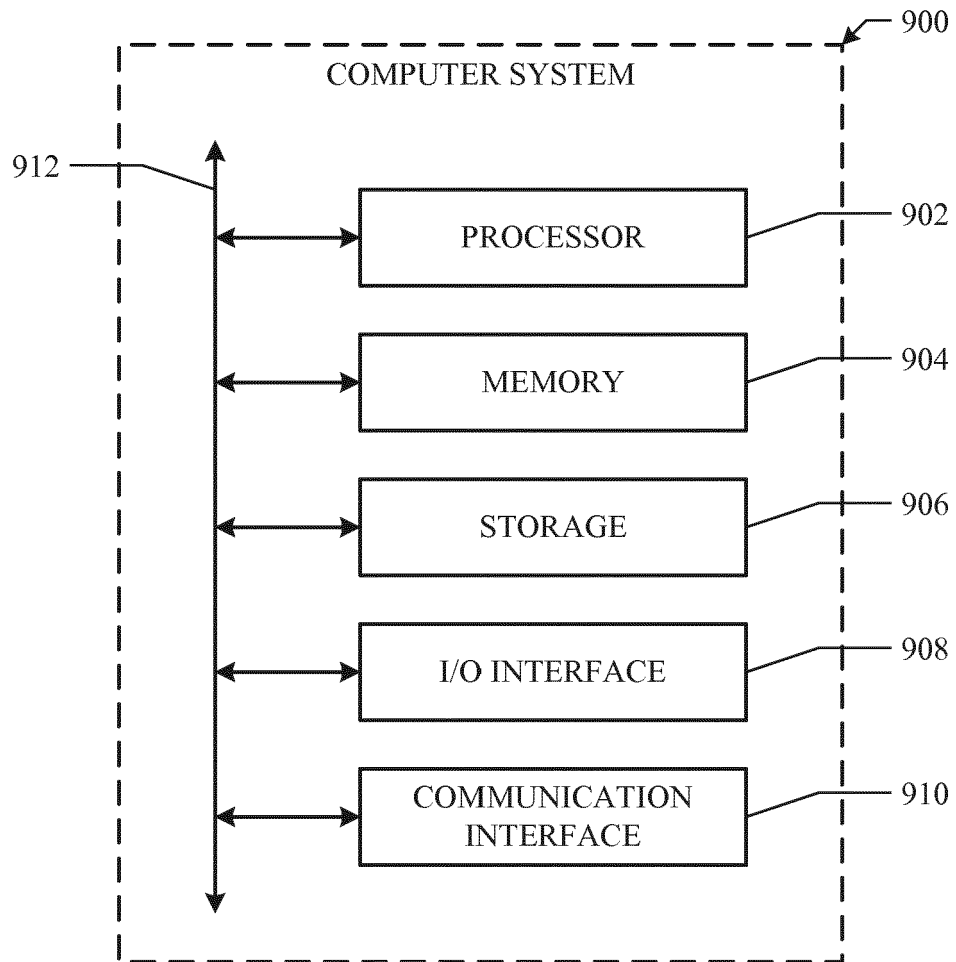 900
COMPUTER SYSTEM
912
PROCESSOR
902
MEMORY
904
STORAGE
906
I/O INTERFACE
908
COMMUNICATION
INTERFACE
910